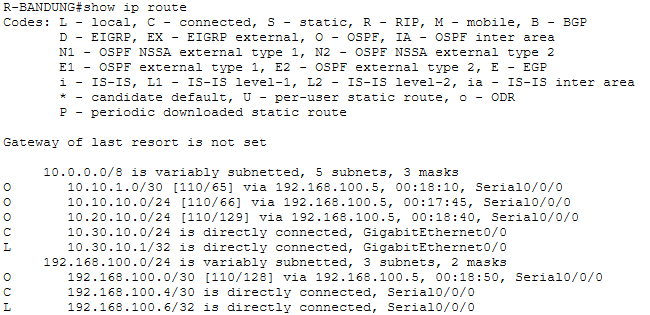 R-BANDUNG#show ip route
Codes: L - local, C - connected, S - static, R - RIP, M - mobile, B - BGP
D - EIGRP, EX - EIGRP external, O - OSPF, IA - OSPF inter area
N1 - OSPF NSSA external type 1, N2 - OSPF NSSA external type 2
E1 - OSPF external type 1, E2 - OSPF external type 2, E - EGP
i - IS-IS, L1 - IS-IS level-1, L2 - IS-IS level-2, ia - IS-IS inter area
* - candidate default, U - per-user static route, o - ODR
P - periodic downloaded static route
Gateway of last resort is not set
10.0.0.0/8 is variably subnetted, 5 subnets, 3 masks
O 10.10.1.0/30 [110/65] via 192.168.100.5, 00:18:10, Serial0/0/0
O 10.10.10.0/24 [110/66] via 192.168.100.5, 00:17:45, Serial0/0/0
O 10.20.10.0/24 [110/129] via 192.168.100.5, 00:18:40, Serial0/0/0
C 10.30.10.0/24 is directly connected, GigabitEthernet0/0
L 10.30.10.1/32 is directly connected, GigabitEthernet0/0
192.168.100.0/24 is variably subnetted, 3 subnets, 2 masks
O 192.168.100.0/30 [110/128] via 192.168.100.5, 00:18:50, Serial0/0/0
C 192.168.100.4/30 is directly connected, Serial0/0/0
L 192.168.100.6/32 is directly connected, Serial0/0/0